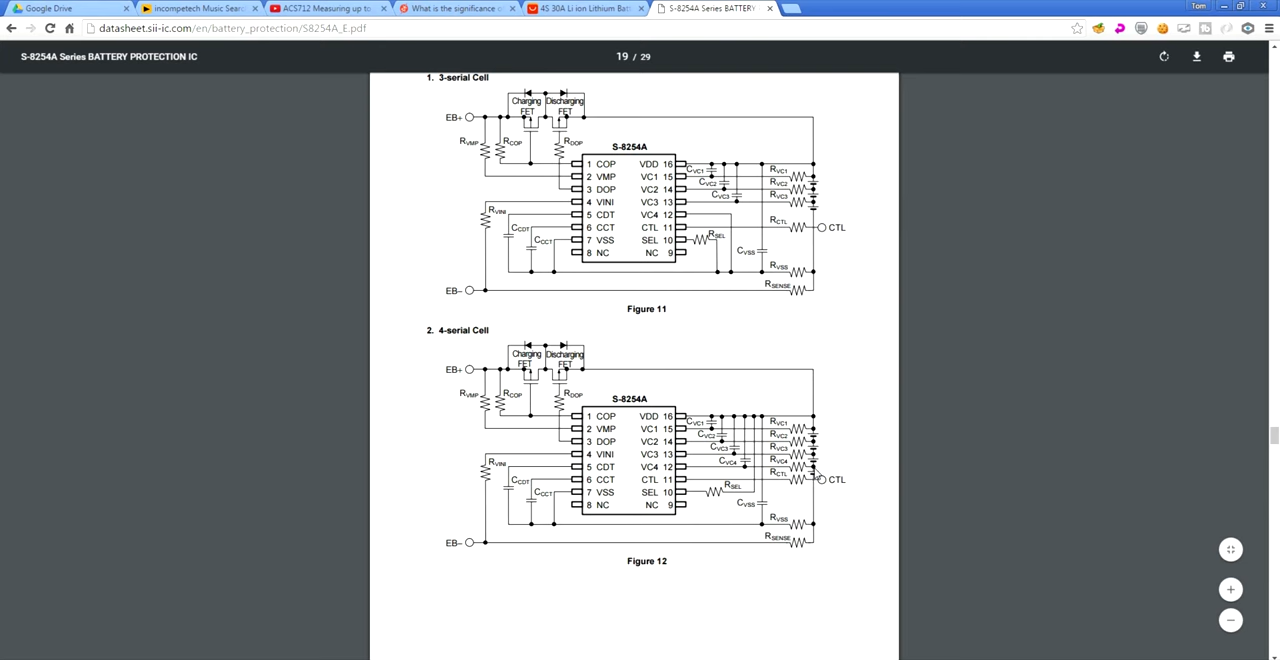 Google Drive
incompetech Music Sear
ACS712 Measuring up to
What is the significance o
4S 30A Li ion Lithium Batt
S-8254A Series BATTERY
Tom
datasheet.sii-ic.com/en/battery_protection/S8254A_E.pdf
S-8254A Series BATTERY PROTECTION IC
19 / 29
1. 3-serial Cell
Charging FET
Discharging FET
EB+
RVMP
RCOP
RDOP
S-8254A
1 COP VDD 16
2 VMP VC1 15
3 DOP VC2 14
4 VINI VC3 13
5 CDT VC4 12
6 CCT CTL 11
7 VSS SEL 10
8 NC NC 9
CVC1
CVC2
CVC3
RVC1
RVC2
RVC3
RVINI
CCDT
CCCT
RCTL
CTL
RSEL
CVSS
RVSS
RSENSE
EB–
Figure 11
2. 4-serial Cell
Charging FET
Discharging FET
EB+
RVMP
RCOP
RDOP
S-8254A
1 COP VDD 16
2 VMP VC1 15
3 DOP VC2 14
4 VINI VC3 13
5 CDT VC4 12
6 CCT CTL 11
7 VSS SEL 10
8 NC NC 9
CVC1
CVC2
CVC3
CVC4
RVC1
RVC2
RVC3
RVC4
RCTL
CTL
RVINI
CCDT
CCCT
RSEL
CVSS
RVSS
RSENSE
EB–
Figure 12